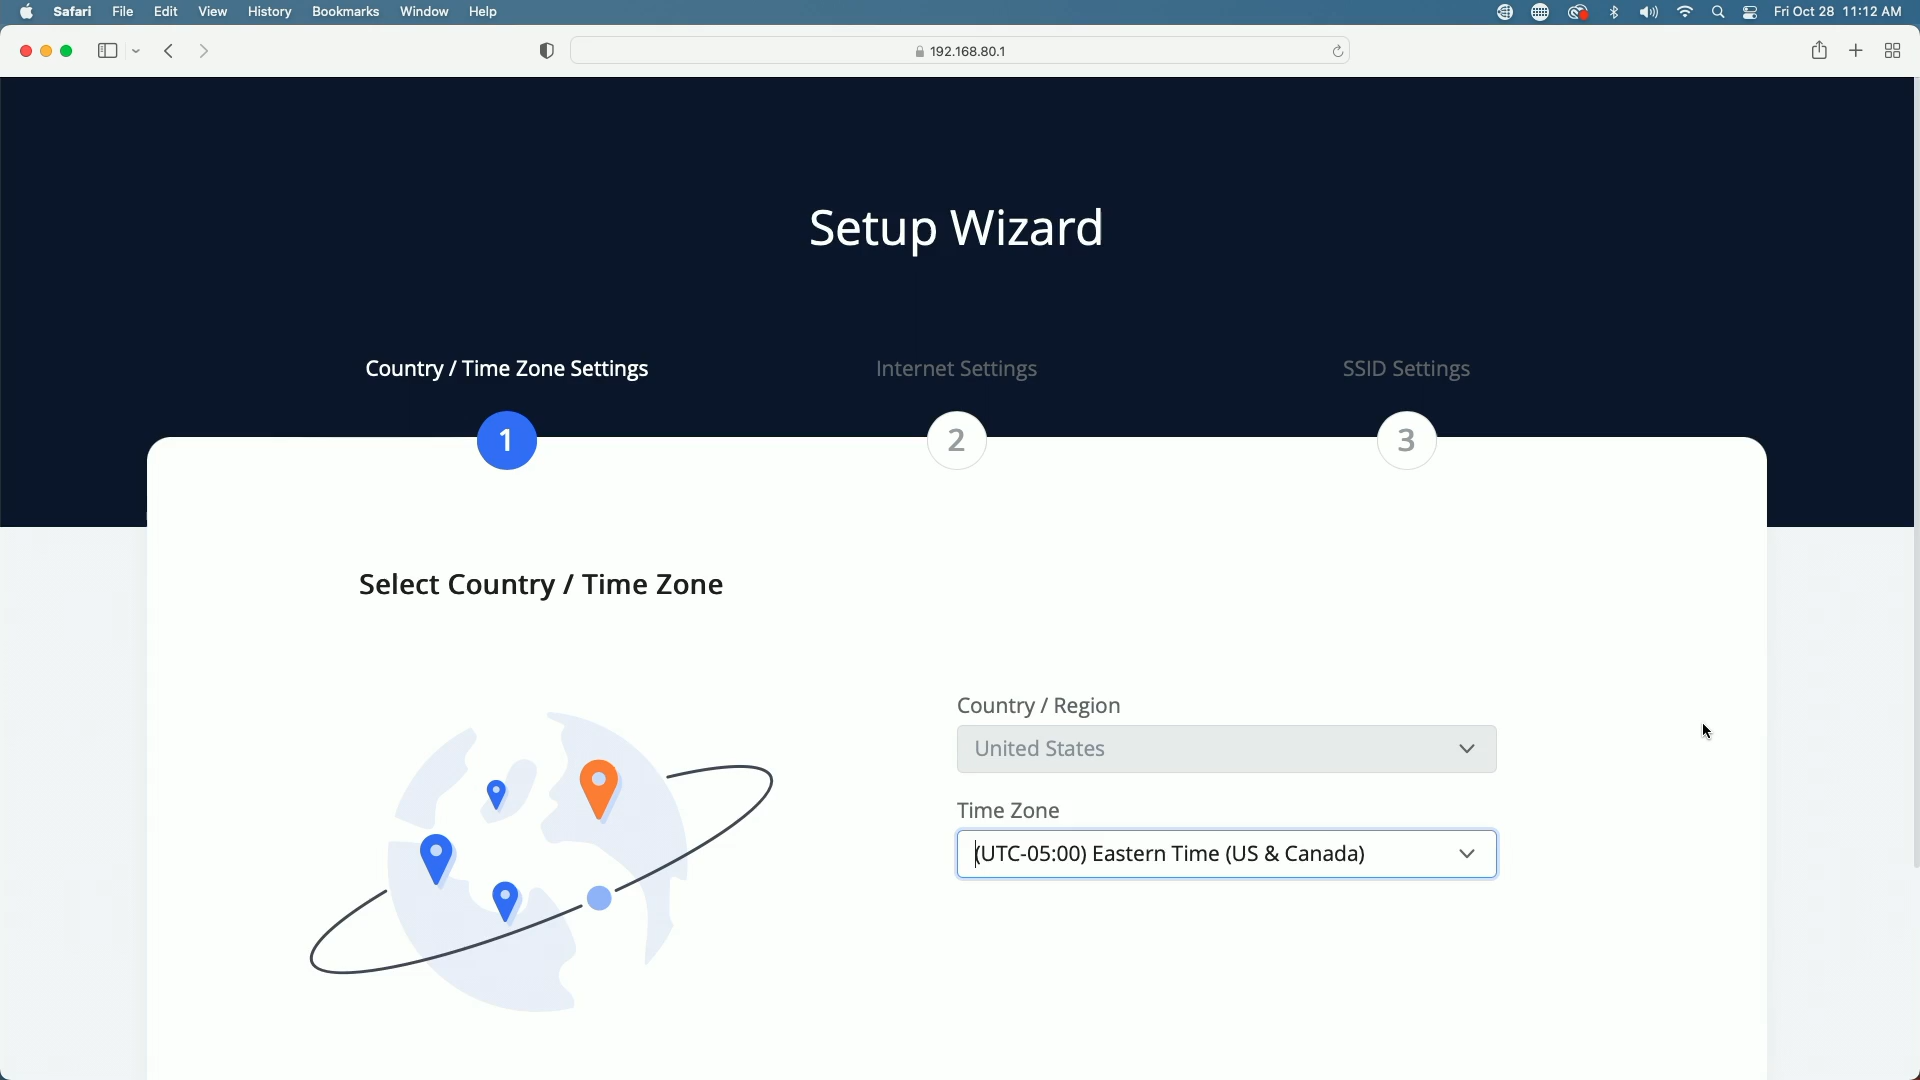 Safari File Edit View History Bookmarks Window Help Fri Oct 28 11:12 AM
192.168.80.1
Setup Wizard
Country / Time Zone Settings Internet Settings SSID Settings
1 2 3
Select Country / Time Zone
Country / Region
United States
Time Zone
(UTC-05:00) Eastern Time (US & Canada)